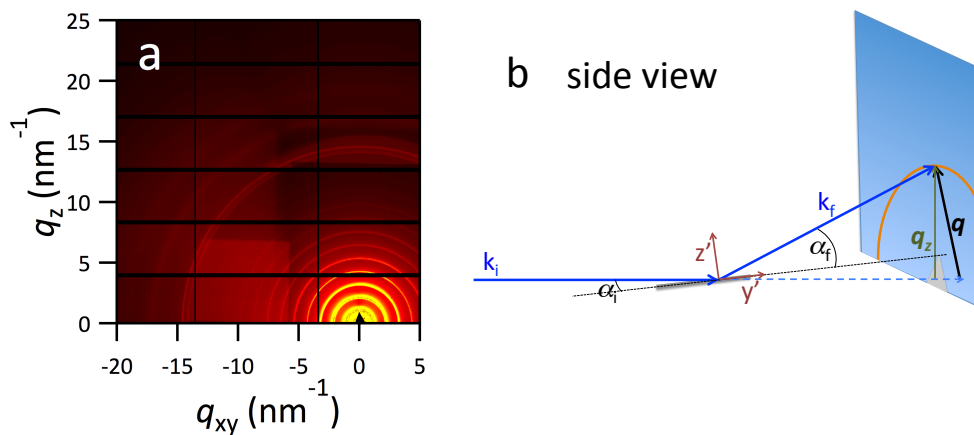 a
25
20
15
10
5
0
qz (nm-1)
-20 -15 -10 -5 0 5
qxy (nm-1)
b side view
ki
αi
z'
y'
kf
αf
qz
q